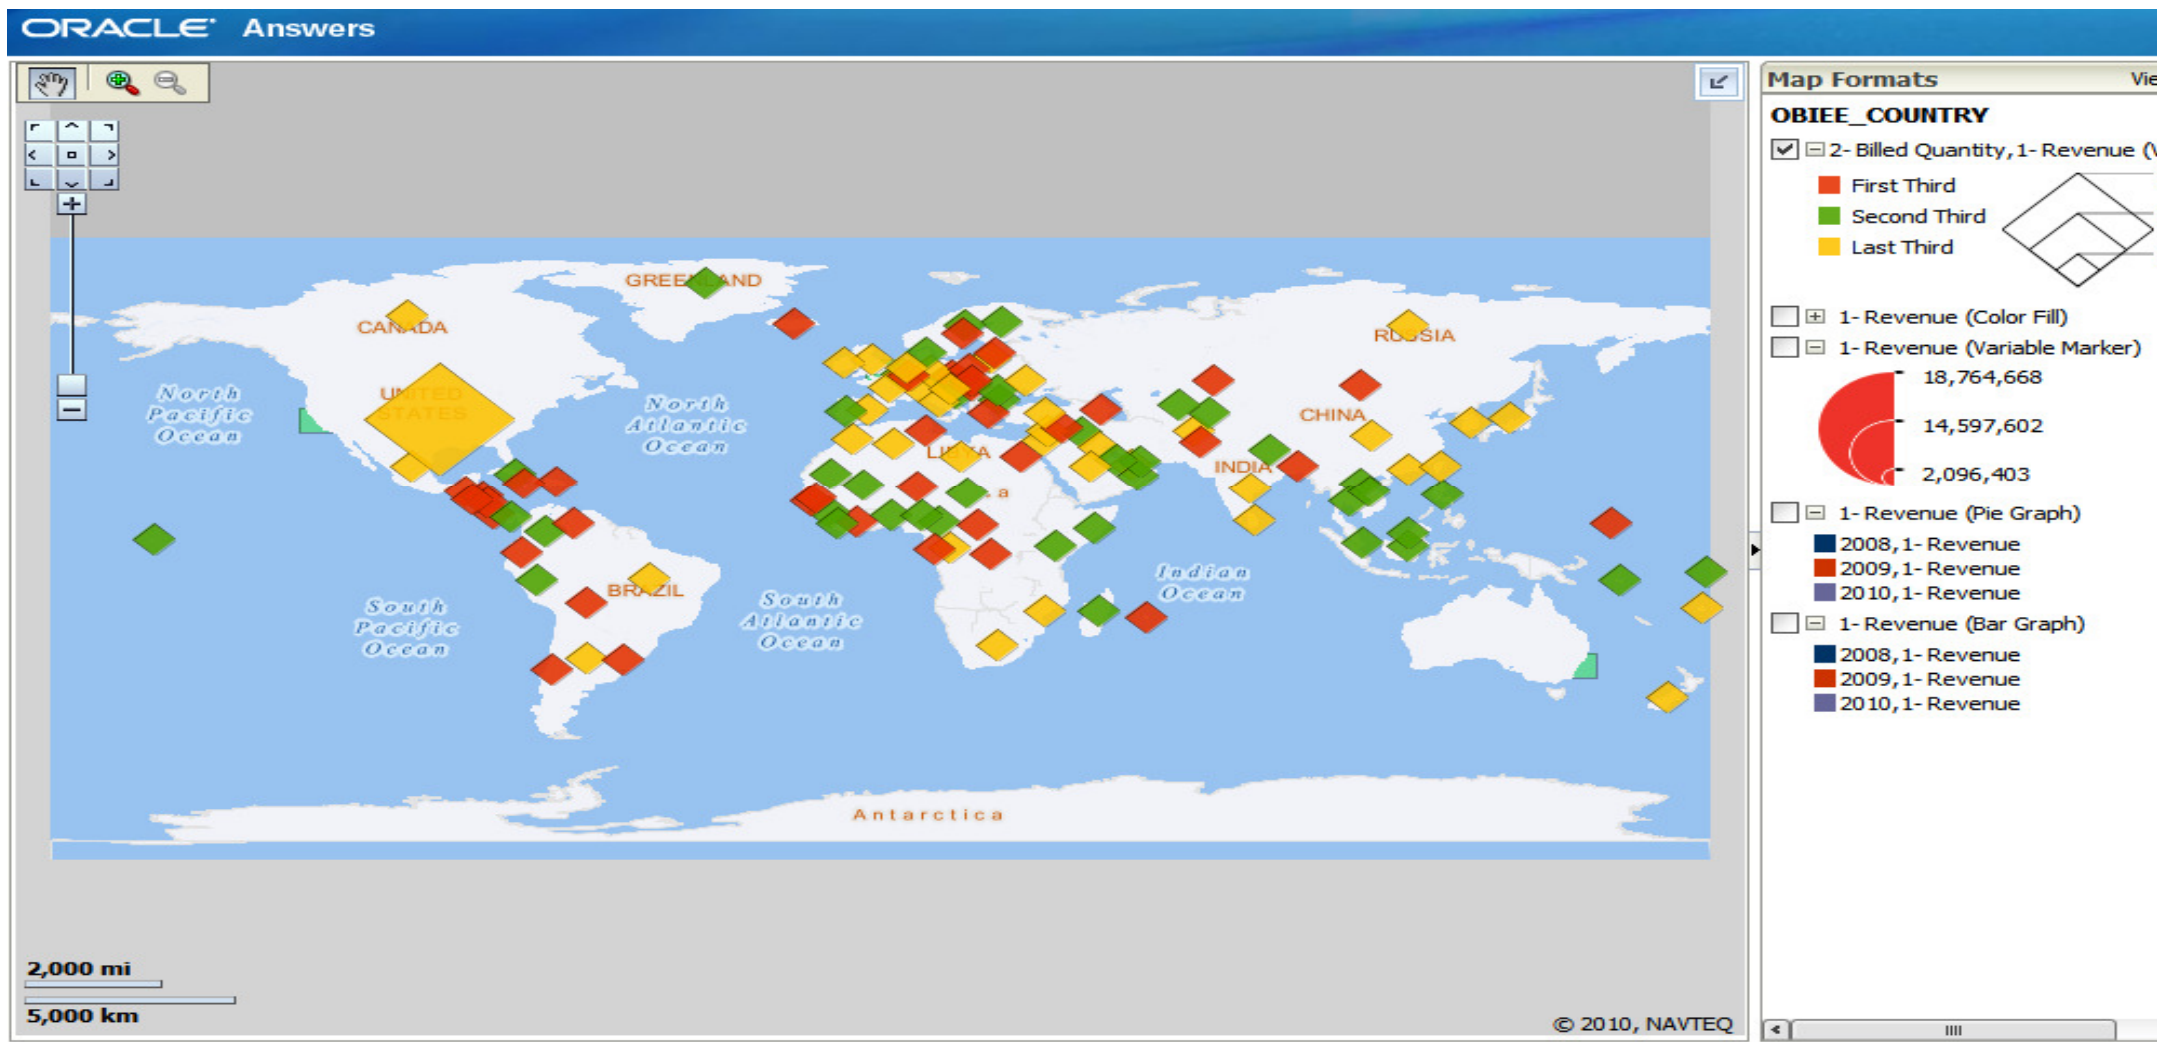 ORACLE Answers
GREENLAND
CANADA
RUSSIA
UNITED
STATES
North
Pacific
Ocean
North
Atlantic
Ocean
CHINA
LIBYA
INDIA
BRAZIL
South
Pacific
Ocean
South
Atlantic
Ocean
Indian
Ocean
Antarctica
2,000 mi
5,000 km
© 2010, NAVTEQ
Map Formats
OBIEE_COUNTRY
2- Billed Quantity, 1- Revenue
First Third
Second Third
Last Third
1- Revenue (Color Fill)
1- Revenue (Variable Marker)
18,764,668
14,597,602
2,096,403
1- Revenue (Pie Graph)
2008, 1- Revenue
2009, 1- Revenue
2010, 1- Revenue
1- Revenue (Bar Graph)
2008, 1- Revenue
2009, 1- Revenue
2010, 1- Revenue